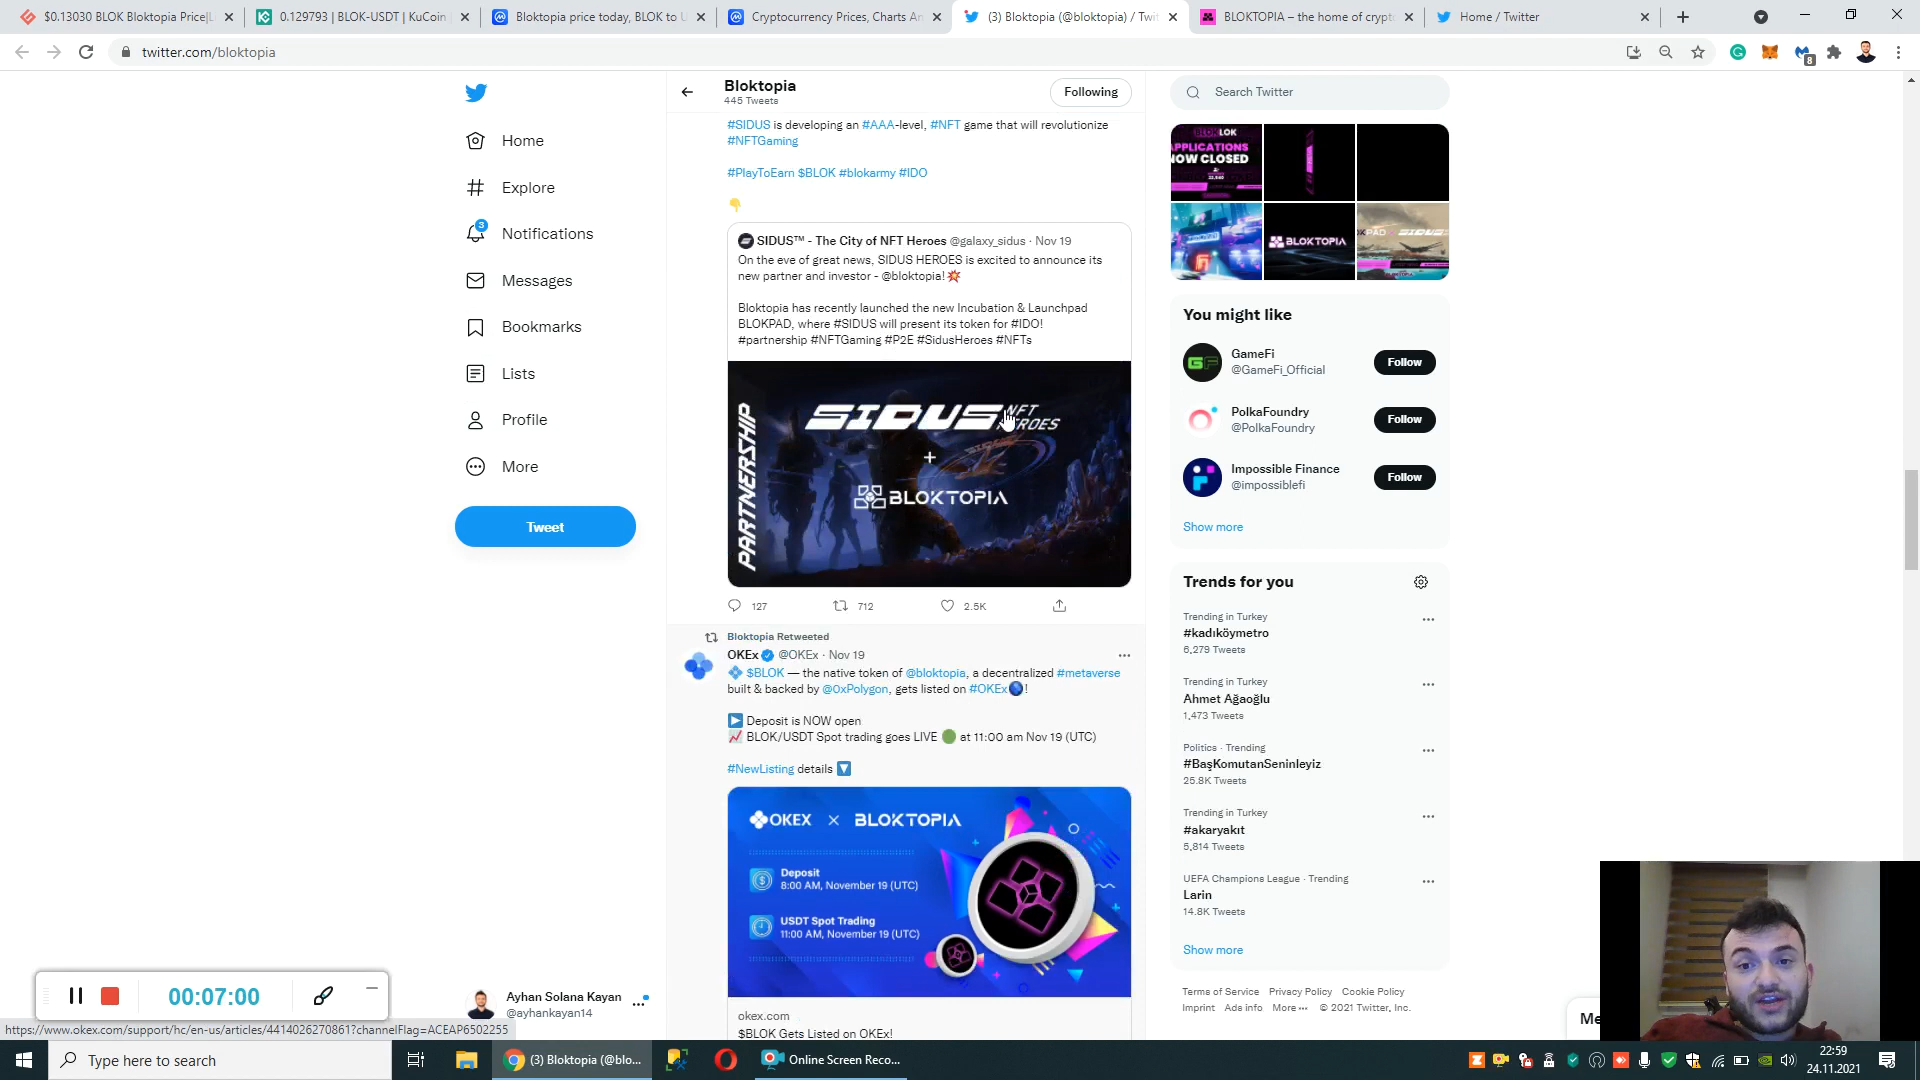 $0.13030 BLOK Bloktopia Price|L
0.129793 | BLOK-USDT | KuCoin
Bloktopia price today, BLOK to U
Cryptocurrency Prices, Charts An
(3) Bloktopia (@bloktopia) / Twit
BLOKTOPIA – the home of crypt
Home / Twitter
twitter.com/bloktopia
8
Home
Explore
3
Notifications
Messages
Bookmarks
Lists
Profile
More
Tweet
Ayhan Solana Kayan
@ayhankayan14
Bloktopia
445 Tweets
Following
#SIDUS is developing an #AAA-level, #NFT game that will revolutionize
#NFTGaming
#PlayToEarn $BLOK #blokarmy #IDO
SIDUS™ - The City of NFT Heroes @galaxy_sidus · Nov 19
On the eve of great news, SIDUS HEROES is excited to announce its
new partner and investor - @bloktopia!
Bloktopia has recently launched the new Incubation & Launchpad
BLOKPAD, where #SIDUS will present its token for #IDO!
#partnership #NFTGaming #P2E #SidusHeroes #NFTs
PARTNERSHIP
SIDUS NFT HEROES
+
BLOKTOPIA
127
712
2.5K
Bloktopia Retweeted
OKEx @OKEx · Nov 19
$BLOK — the native token of @bloktopia, a decentralized #metaverse
built & backed by @0xPolygon, gets listed on #OKEx!
Deposit is NOW open
BLOK/USDT Spot trading goes LIVE at 11:00 am Nov 19 (UTC)
#NewListing details
OKEX × BLOKTOPIA
Deposit
8:00 AM, November 19 (UTC)
USDT Spot Trading
11:00 AM, November 19 (UTC)
okex.com
$BLOK Gets Listed on OKEx!
Search Twitter
APPLICATIONS
NOW CLOSED
BLOKTOPIA
You might like
GameFi
@GameFi_Official
Follow
PolkaFoundry
@PolkaFoundry
Follow
Impossible Finance
@impossiblefi
Follow
Show more
Trends for you
Trending in Turkey
#kadıköymetro
6,279 Tweets
Trending in Turkey
Ahmet Ağaoğlu
1,473 Tweets
Politics · Trending
#BaşKomutanSeninleyiz
25.8K Tweets
Trending in Turkey
#akaryakıt
5,814 Tweets
UEFA Champions League · Trending
Larin
14.8K Tweets
Show more
Terms of Service Privacy Policy Cookie Policy
Imprint Ads info More ··· © 2021 Twitter, Inc.
Me
00:07:00
https://www.okex.com/support/hc/en-us/articles/4414026270861?channelFlag=ACEAP6502255
Type here to search
(3) Bloktopia (@blo...
Online Screen Reco...
22:59
24.11.2021